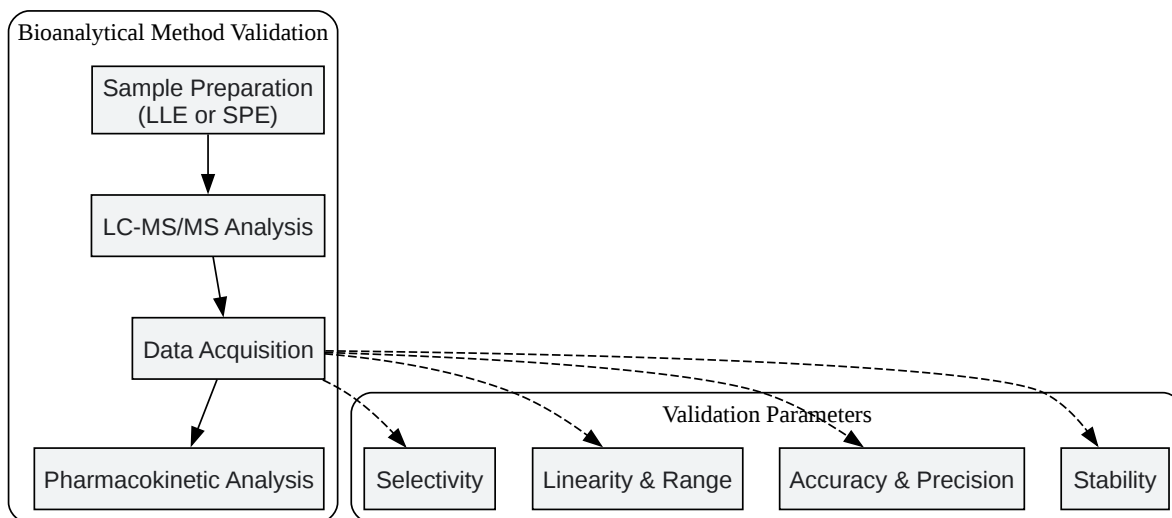 Bioanalytical Method Validation
Sample Preparation
(LLE or SPE)
LC-MS/MS Analysis
Data Acquisition
Pharmacokinetic Analysis
Validation Parameters
Selectivity
Linearity & Range
Accuracy & Precision
Stability